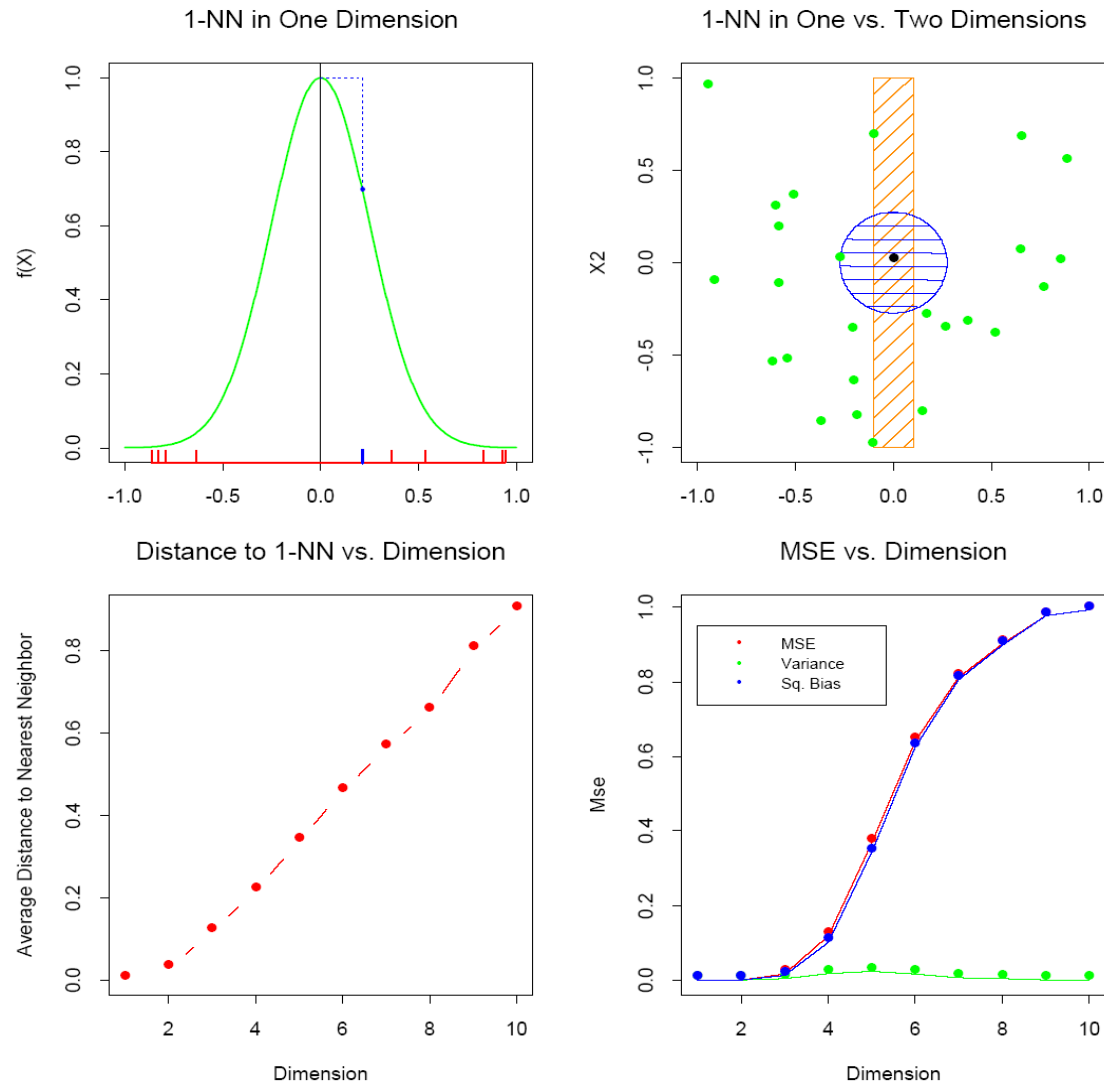 1-NN in One Dimension
f(X)
1.0
0.8
0.6
0.4
0.2
0.0
-1.0 -0.5 0.0 0.5 1.0
1-NN in One vs. Two Dimensions
X2
1.0
0.5
0.0
-0.5
-1.0
-1.0 -0.5 0.0 0.5 1.0
Distance to 1-NN vs. Dimension
Average Distance to Nearest Neighbor
0.8
0.6
0.4
0.2
0.0
2 4 6 8 10
Dimension
MSE vs. Dimension
Mse
1.0
0.8
0.6
0.4
0.2
0.0
MSE
Variance
Sq. Bias
2 4 6 8 10
Dimension